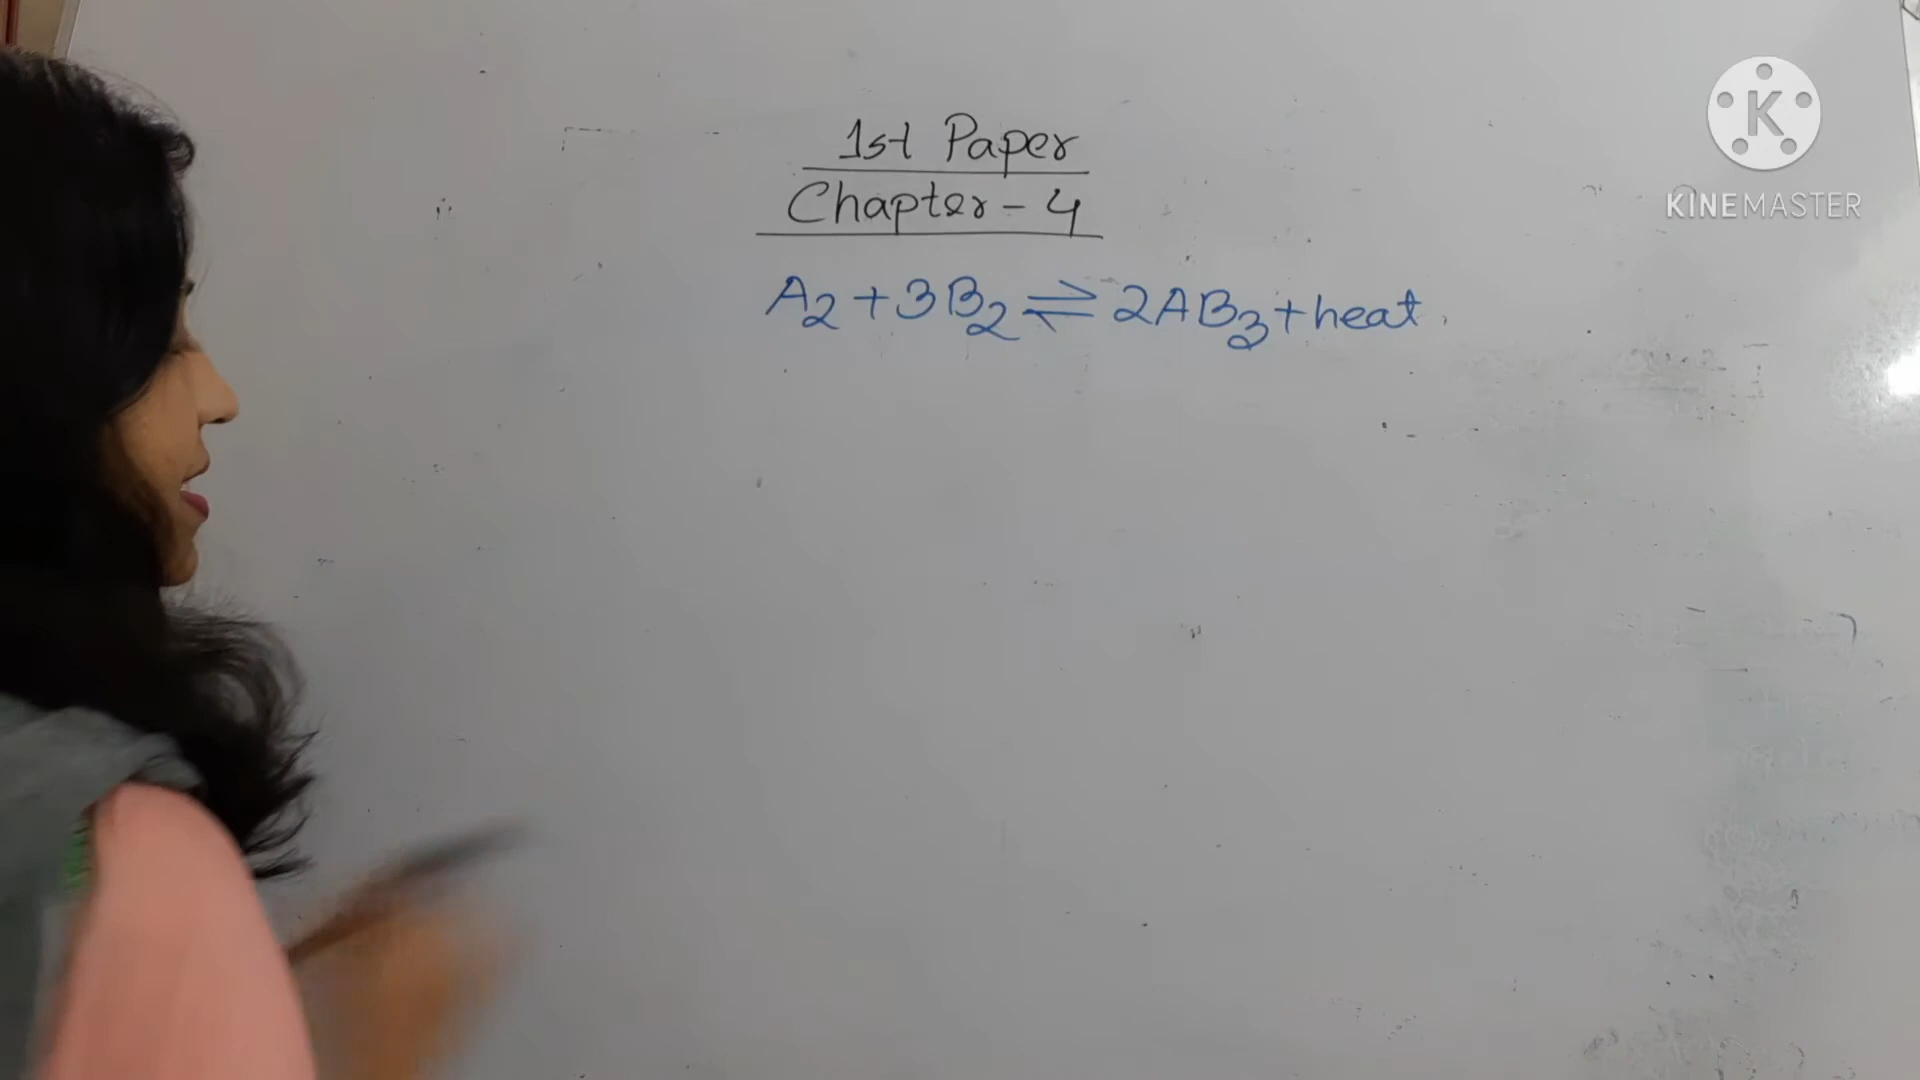 1st Paper
Chapter - 4
A₂ + 3B₂ ⇌ 2AB₃ + heat
K
KINEMASTER